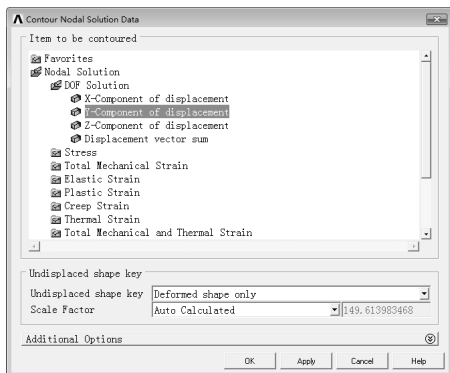 Contour Nodal Solution Data
Item to be contoured
Favorites
Nodal Solution
DOF Solution
X-Component of displacement
Y-Component of displacement
Z-Component of displacement
Displacement vector sum
Stress
Total Mechanical Strain
Elastic Strain
Plastic Strain
Creep Strain
Thermal Strain
Total Mechanical and Thermal Strain
Undisplaced shape key
Undisplaced shape key Deformed shape only
Scale Factor Auto Calculated 149.613983468
Additional Options
OK Apply Cancel Help